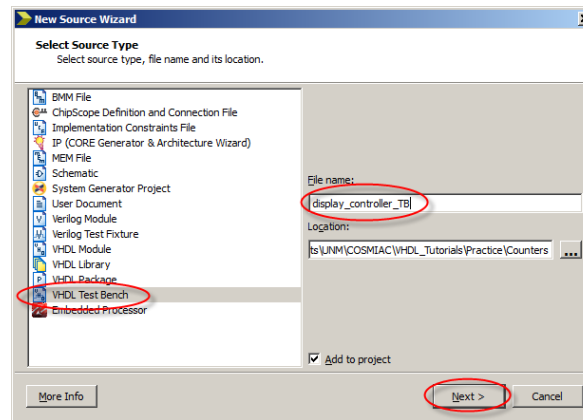 New Source Wizard
Select Source Type
Select source type, file name and its location.
BMM File
ChipScope Definition and Connection File
Implementation Constraints File
IP (CORE Generator & Architecture Wizard)
MEM File
Schematic
System Generator Project
User Document
Verilog Module
Verilog Test Fixture
VHDL Module
VHDL Library
VHDL Package
VHDL Test Bench
Embedded Processor
File name:
display_controller_TB
Location:
ts\UNM\COSMIAC\VHDL_Tutorials\Practice\Counters
...
Add to project
More Info
Next >
Cancel